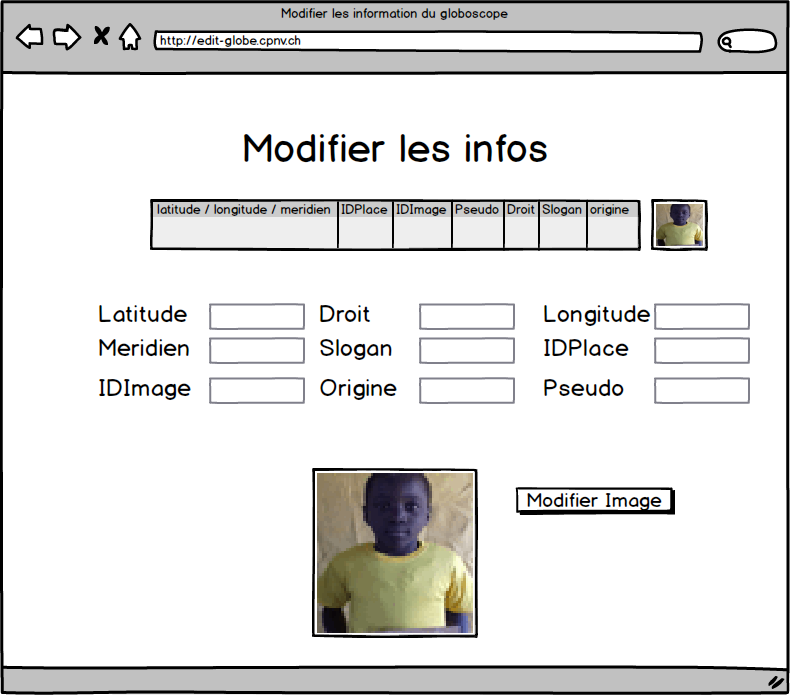 Modifier les information du globoscope
http://edit-globe.cpnv.ch
Modifier les infos
latitude / longitude / meridien IDPlace IDImage Pseudo Droit Slogan origine
Latitude Droit Longitude
Meridien Slogan IDPlace
IDImage Origine Pseudo
Modifier Image